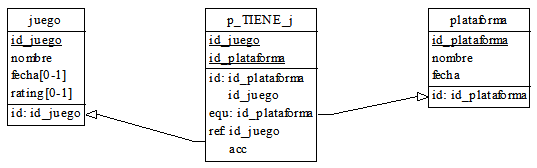 juego
id_juego
nombre
fecha[0-1]
rating[0-1]
id: id_juego
p_TIENE_j
id_juego
id_plataforma
id: id_plataforma
id_juego
equ: id_plataforma
ref id_juego
acc
plataforma
id_plataforma
nombre
fecha
id: id_plataforma